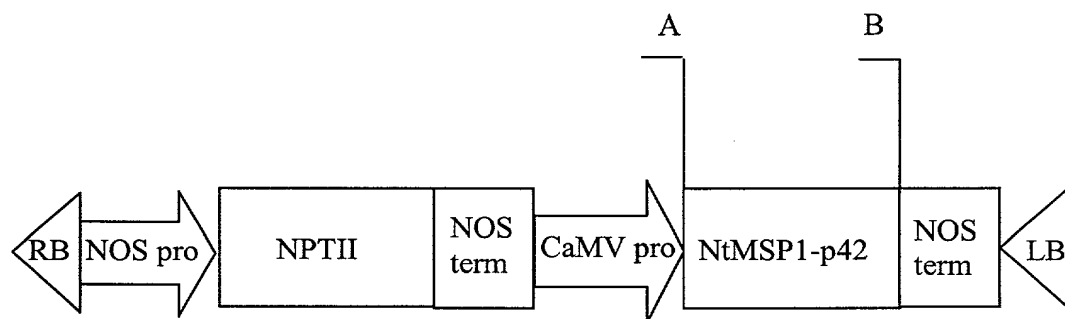 A B
RB NOS pro NPTII NOS term CaMV pro NtMSP1-p42 NOS term LB